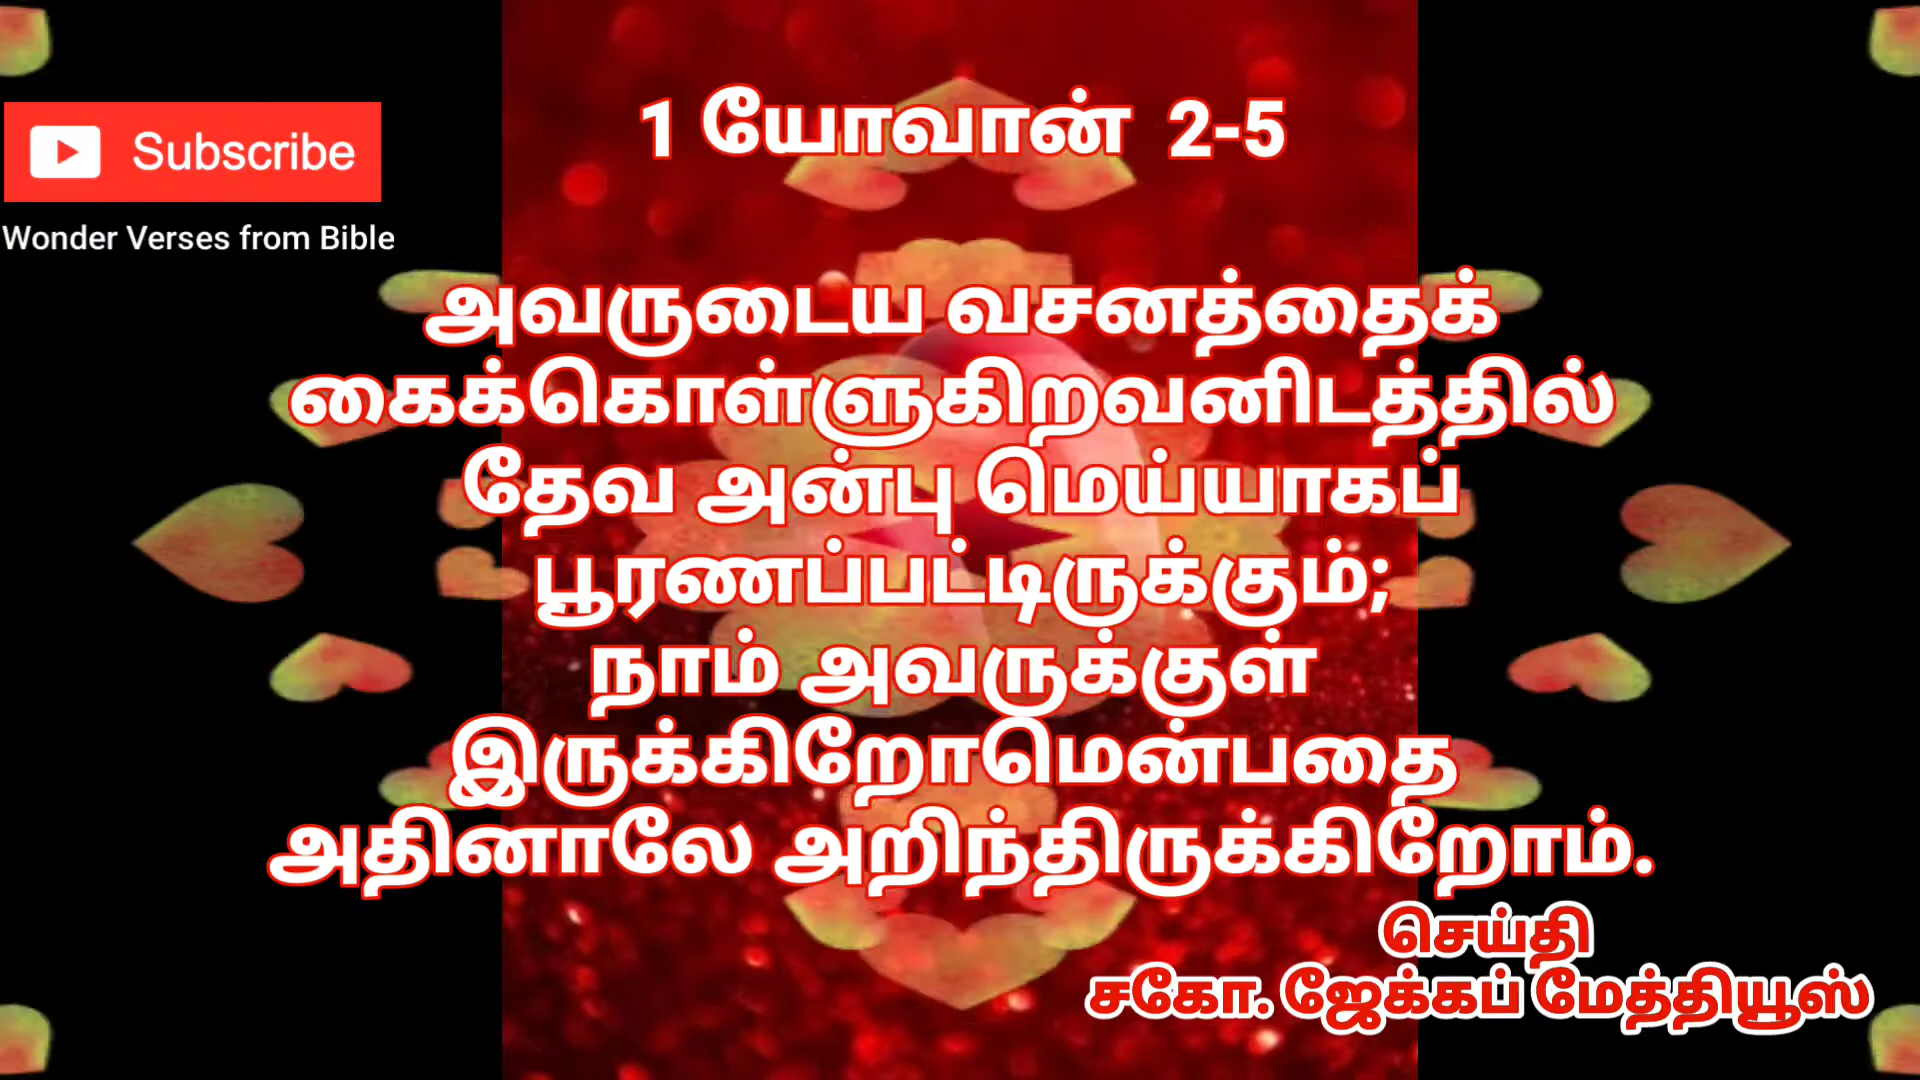 1 யோவான் 2-5
Subscribe
Wonder Verses from Bible
அவருடைய வசனத்தைக்
கைக்கொள்ளுகிறவனிடத்தில்
தேவ அன்பு மெய்யாகப்
பூரணப்பட்டிருக்கும்;
நாம் அவருக்குள்
இருக்கிறோமென்பதை
அதினாலே அறிந்திருக்கிறோம்.
செய்தி
சகோ. ஜேக்கப் மேத்தியூஸ்